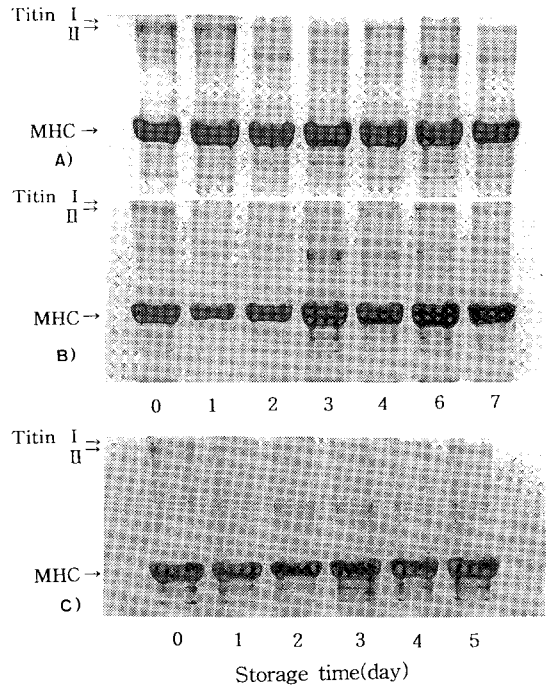 Titin I →
II →
MHC →
A)
Titin I →
II →
MHC →
B)
0 1 2 3 4 6 7
Titin I →
II →
MHC →
C)
0 1 2 3 4 5
Storage time(day)